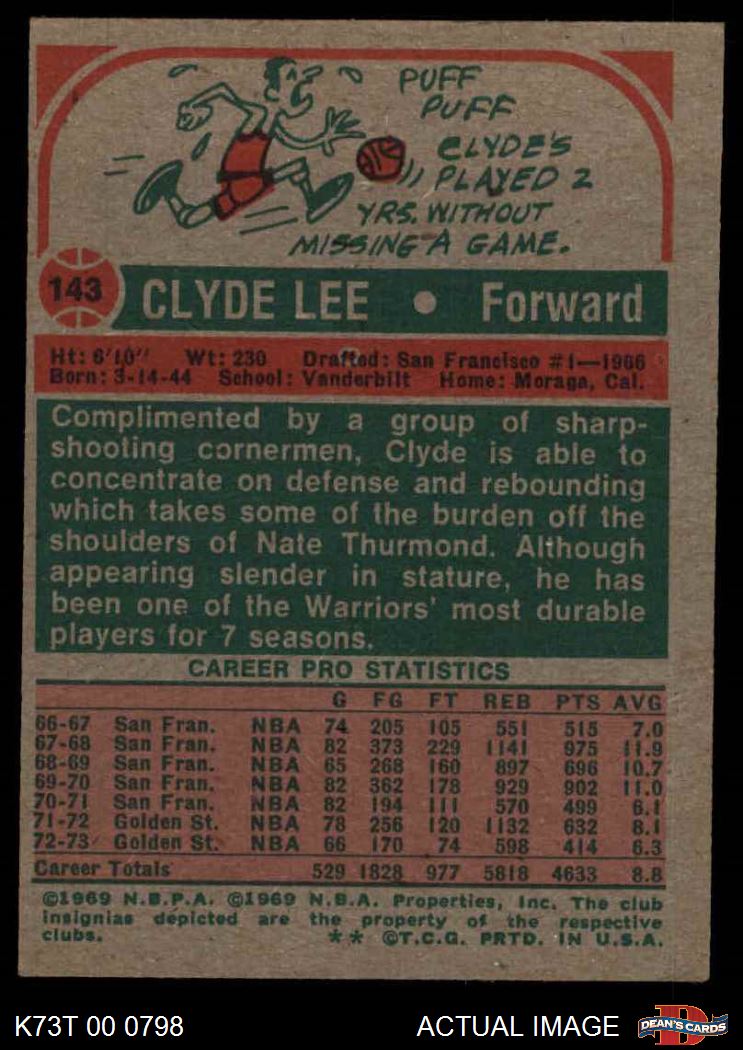 PUFF
PUFF
CLYDE'S
PLAYED 2
YRS. WITHOUT
MISSING A GAME.
143 CLYDE LEE • Forward
Ht: 6'10" Wt: 230 Drafted: San Francisco #1—1966
Born: 3-14-44 School: Vanderbilt Home: Moraga, Cal.
Complimented by a group of sharp-
shooting cornermen, Clyde is able to
concentrate on defense and rebounding
which takes some of the burden off the
shoulders of Nate Thurmond. Although
appearing slender in stature, he has
been one of the Warriors' most durable
players for 7 seasons.
CAREER PRO STATISTICS
G FG FT REB PTS AVG
66-67 San Fran. NBA 74 205 105 551 515 7.0
67-68 San Fran. NBA 82 373 229 1141 975 11.9
68-69 San Fran. NBA 65 268 160 897 696 10.7
69-70 San Fran. NBA 82 362 178 929 902 11.0
70-71 San Fran. NBA 82 194 111 570 499 6.1
71-72 Golden St. NBA 78 256 120 1132 632 8.1
72-73 Golden St. NBA 66 170 74 598 414 6.3
Career Totals 529 1828 977 5818 4633 8.8
©1969 N.B.P.A. ©1969 N.B.A. Properties, Inc. The club
insignias depicted are the property of the respective
clubs. ** ©T.C.G. PRTD. IN U.S.A.
K73T 00 0798 ACTUAL IMAGE D DEAN'S CARDS